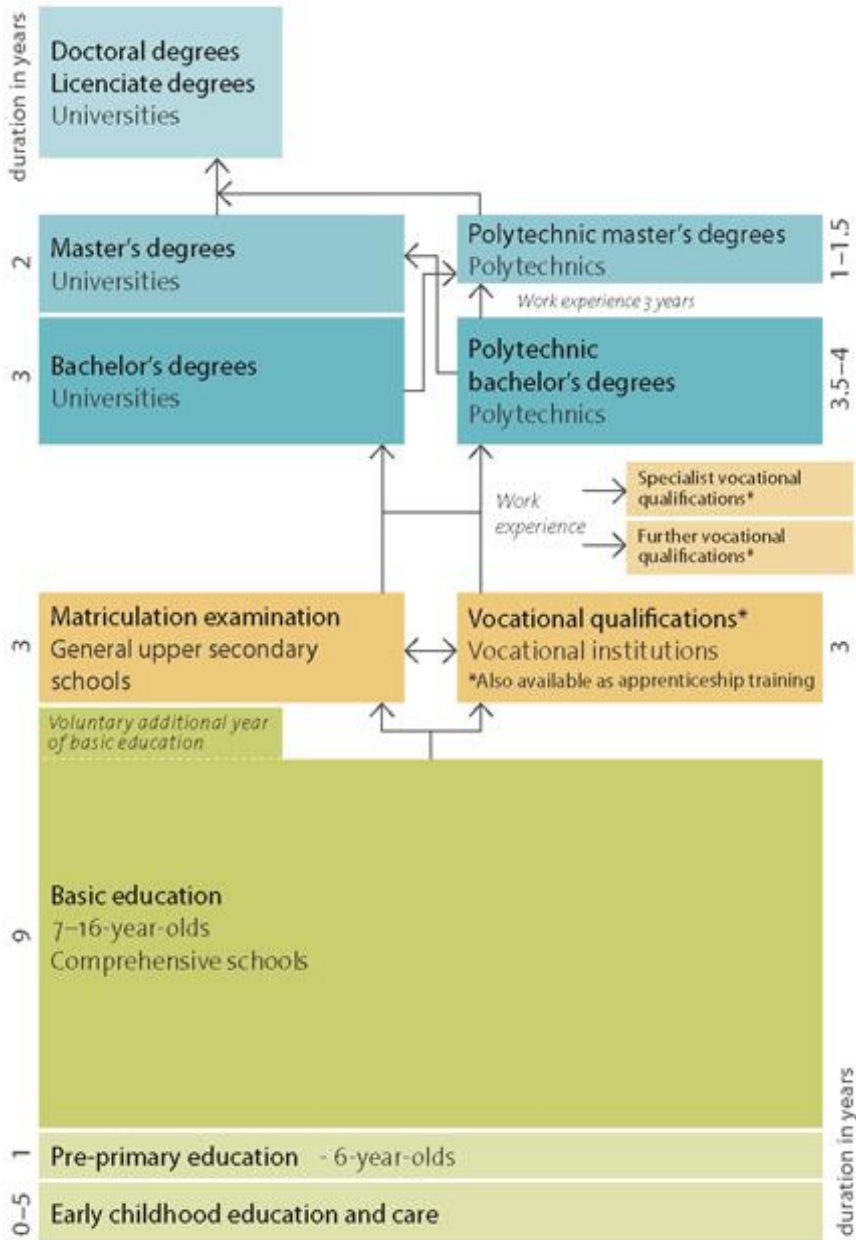 duration in years
Doctoral degrees
Licenciate degrees
Universities
2
Master's degrees
Universities
Polytechnic master's degrees
Polytechnics
1–1.5
Work experience 3 years
3
Bachelor's degrees
Universities
Polytechnic
bachelor's degrees
Polytechnics
3.5–4
Work
experience
Specialist vocational
qualifications*
Further vocational
qualifications*
3
Matriculation examination
General upper secondary
schools
Vocational qualifications*
Vocational institutions
*Also available as apprenticeship training
3
Voluntary additional year
of basic education
9
Basic education
7–16-year-olds
Comprehensive schools
1
Pre-primary education - 6-year-olds
0–5
Early childhood education and care
duration in years